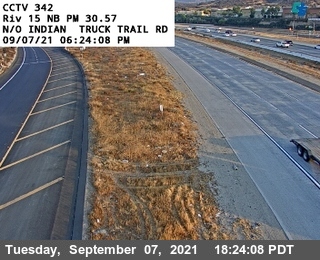 CCTV 342
Riv 15 NB PM 30.57
N/O INDIAN TRUCK TRAIL RD
09/07/21 06:24:08 PM
Tuesday, September 07, 2021 18:24:08 PDT